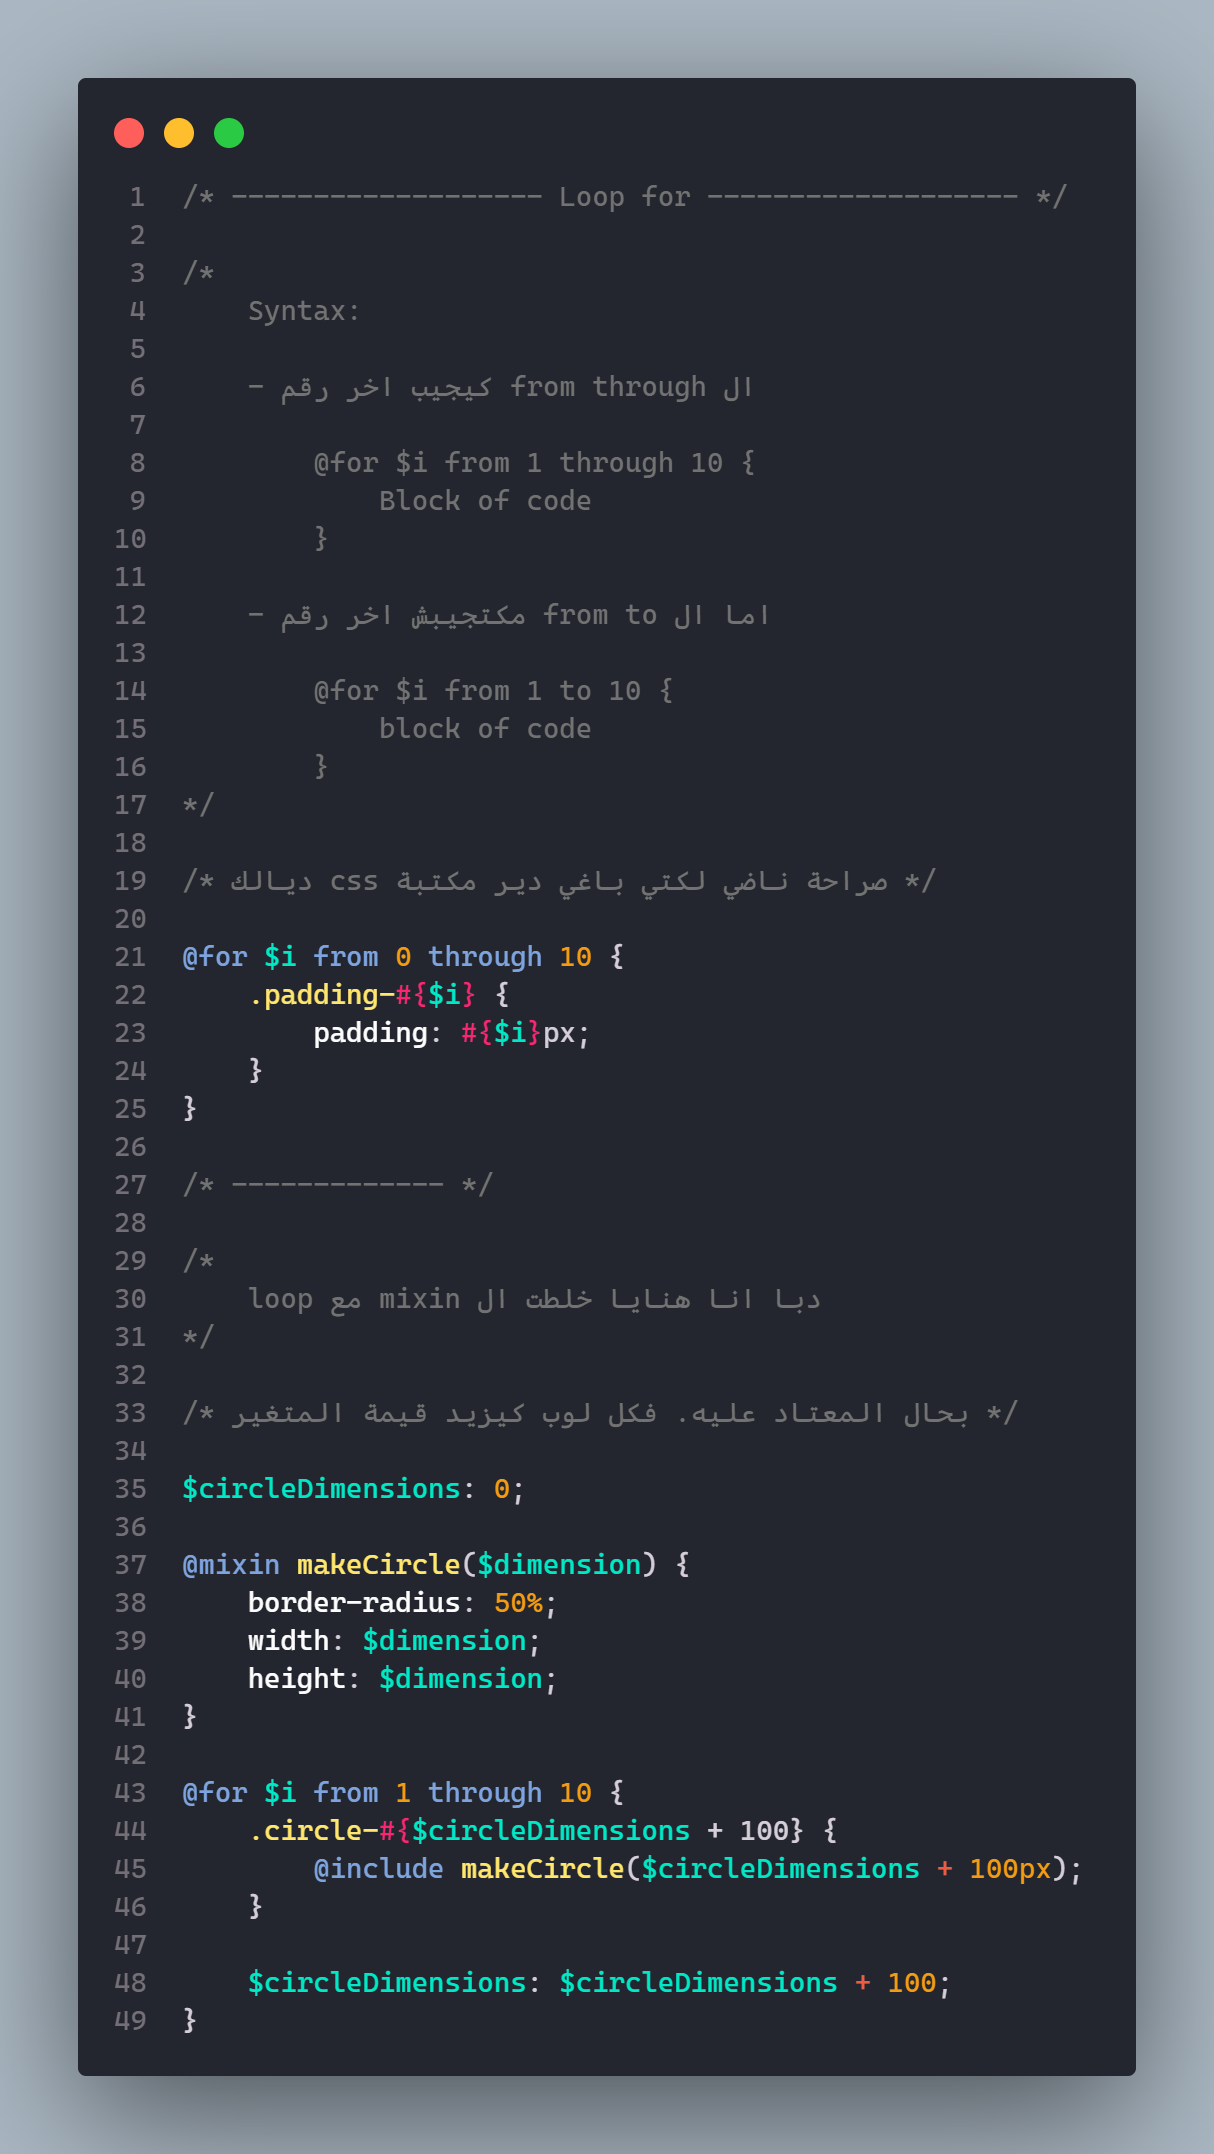 1 /* ------------------- Loop for ------------------- */
2
3 /*
4     Syntax:
5
6     - كيجيب اخر رقم from through ال
7
8         @for $i from 1 through 10 {
9             Block of code
10         }
11
12     - مكتجيبش اخر رقم from to اما ال
13
14         @for $i from 1 to 10 {
15             block of code
16         }
17 */
18
19 /* صراحة ناضي لكتي باغي دير مكتبة css ديالك */
20
21 @for $i from 0 through 10 {
22     .padding-#{$i} {
23         padding: #{$i}px;
24     }
25 }
26
27 /* ------------- */
28
29 /*
30     دبا انا هنايا خلطت ال mixin مع loop
31 */
32
33 /* بحال المعتاد عليه. فكل لوب كيزيد قيمة المتغير */
34
35 $circleDimensions: 0;
36
37 @mixin makeCircle($dimension) {
38     border-radius: 50%;
39     width: $dimension;
40     height: $dimension;
41 }
42
43 @for $i from 1 through 10 {
44     .circle-#{$circleDimensions + 100} {
45         @include makeCircle($circleDimensions + 100px);
46     }
47
48     $circleDimensions: $circleDimensions + 100;
49 }